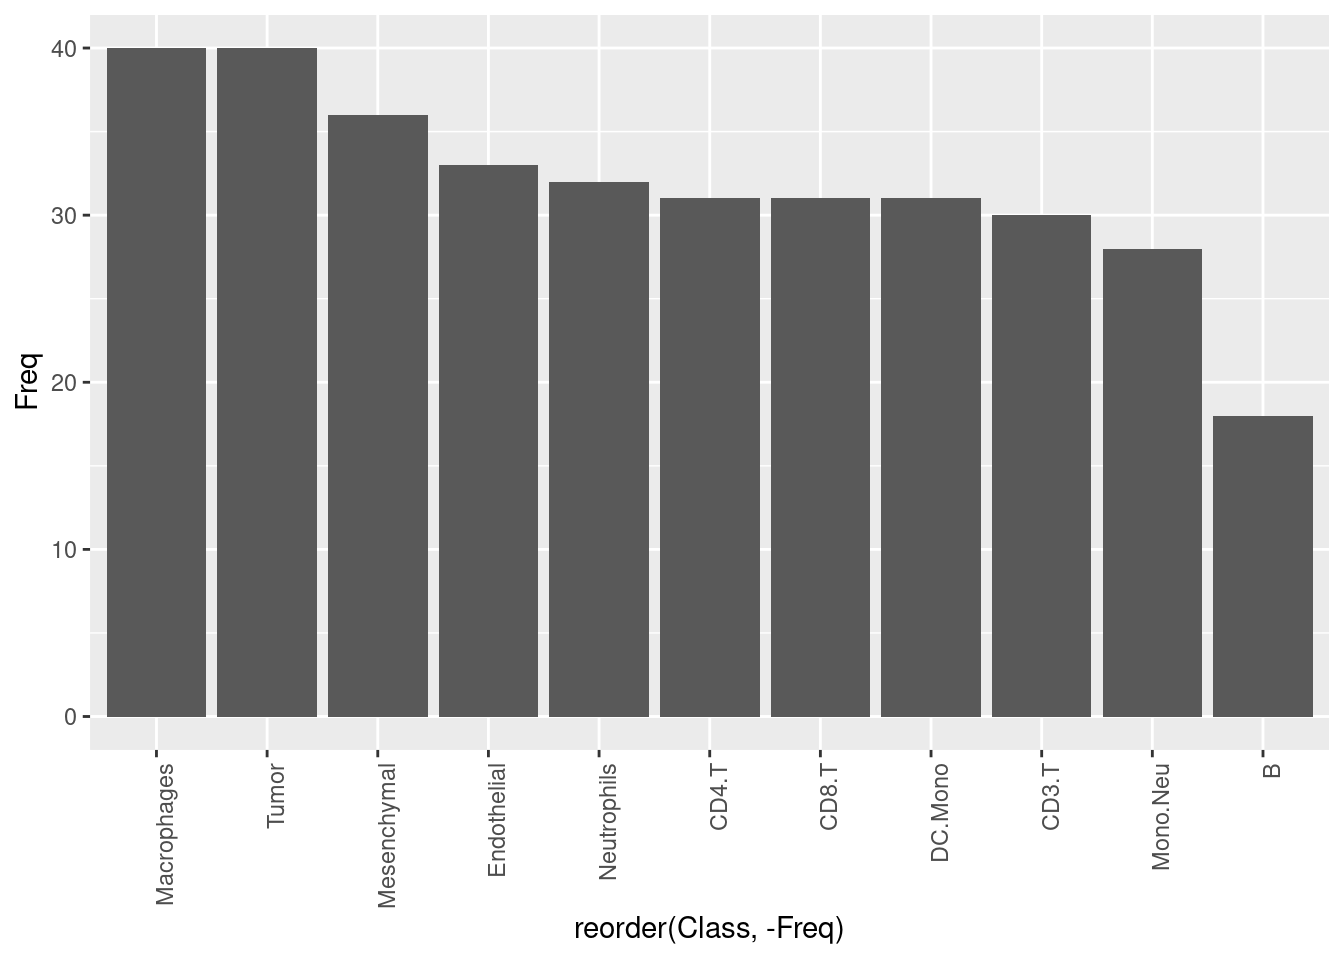 40
30
20
10
0
Freq
Macrophages
Tumor
Mesenchymal
Endothelial
Neutrophils
CD4.T
CD8.T
DC.Mono
CD3.T
Mono.Neu
B
reorder(Class, -Freq)